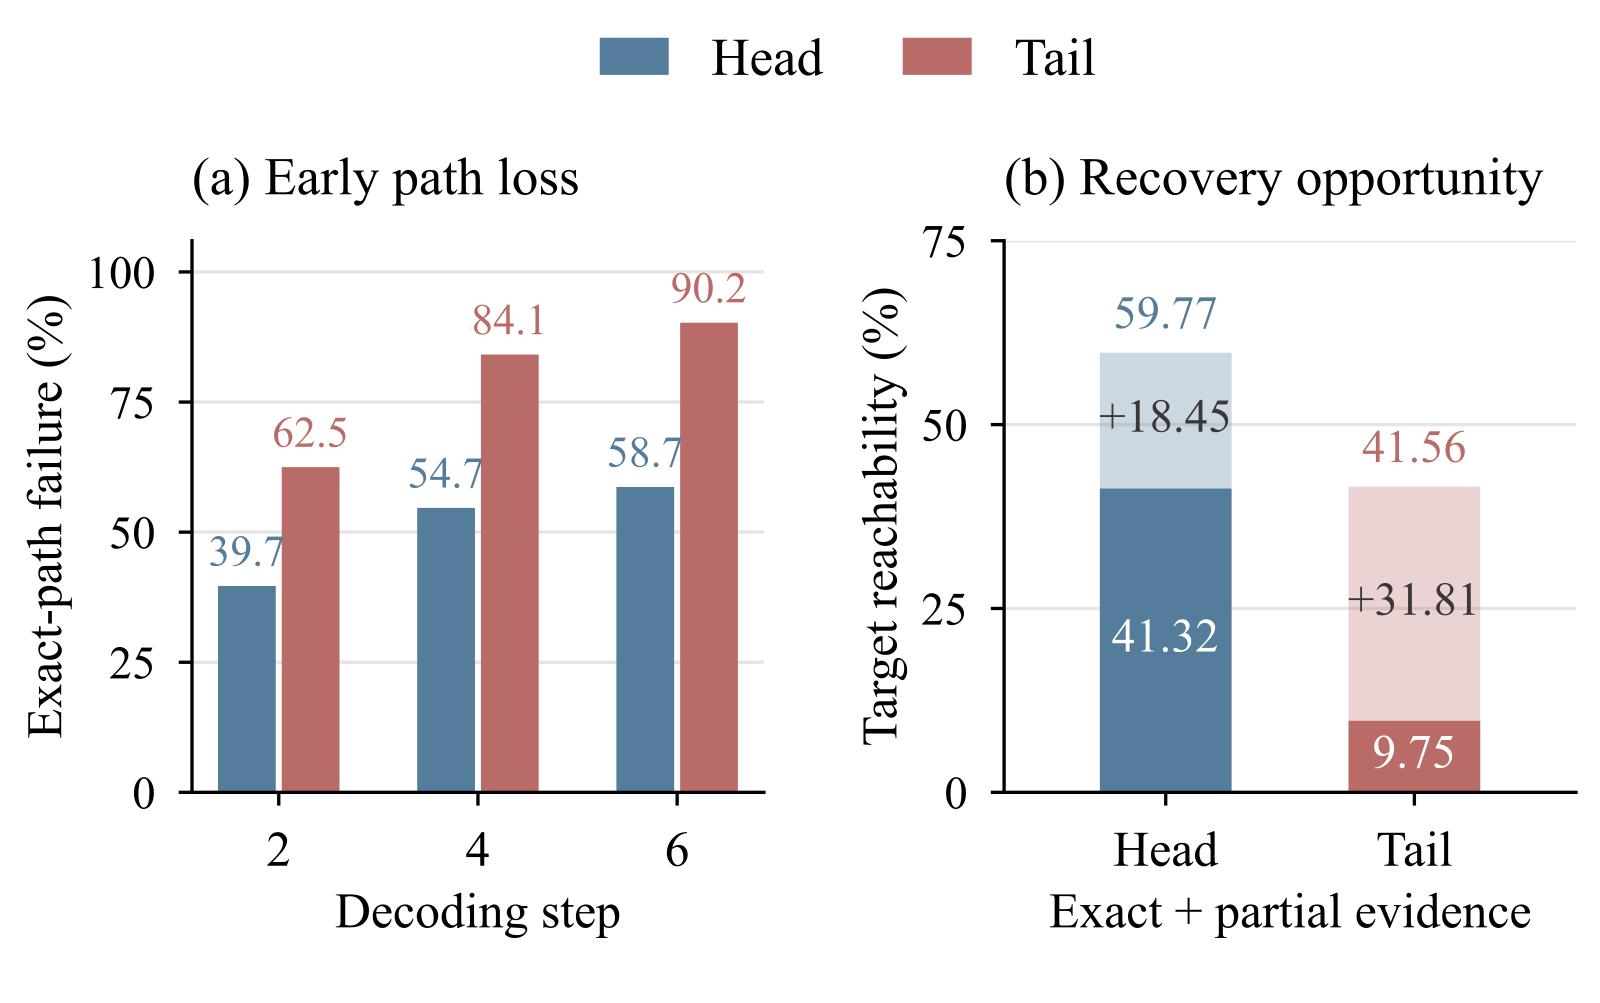 Head Tail
(a) Early path loss
Exact-path failure (%)
100
75
50
25
0
39.7
62.5
54.7
84.1
58.7
90.2
2 4 6
Decoding step
(b) Recovery opportunity
Target reachability (%)
75
50
25
0
59.77
+18.45
41.32
41.56
+31.81
9.75
Head Tail
Exact + partial evidence